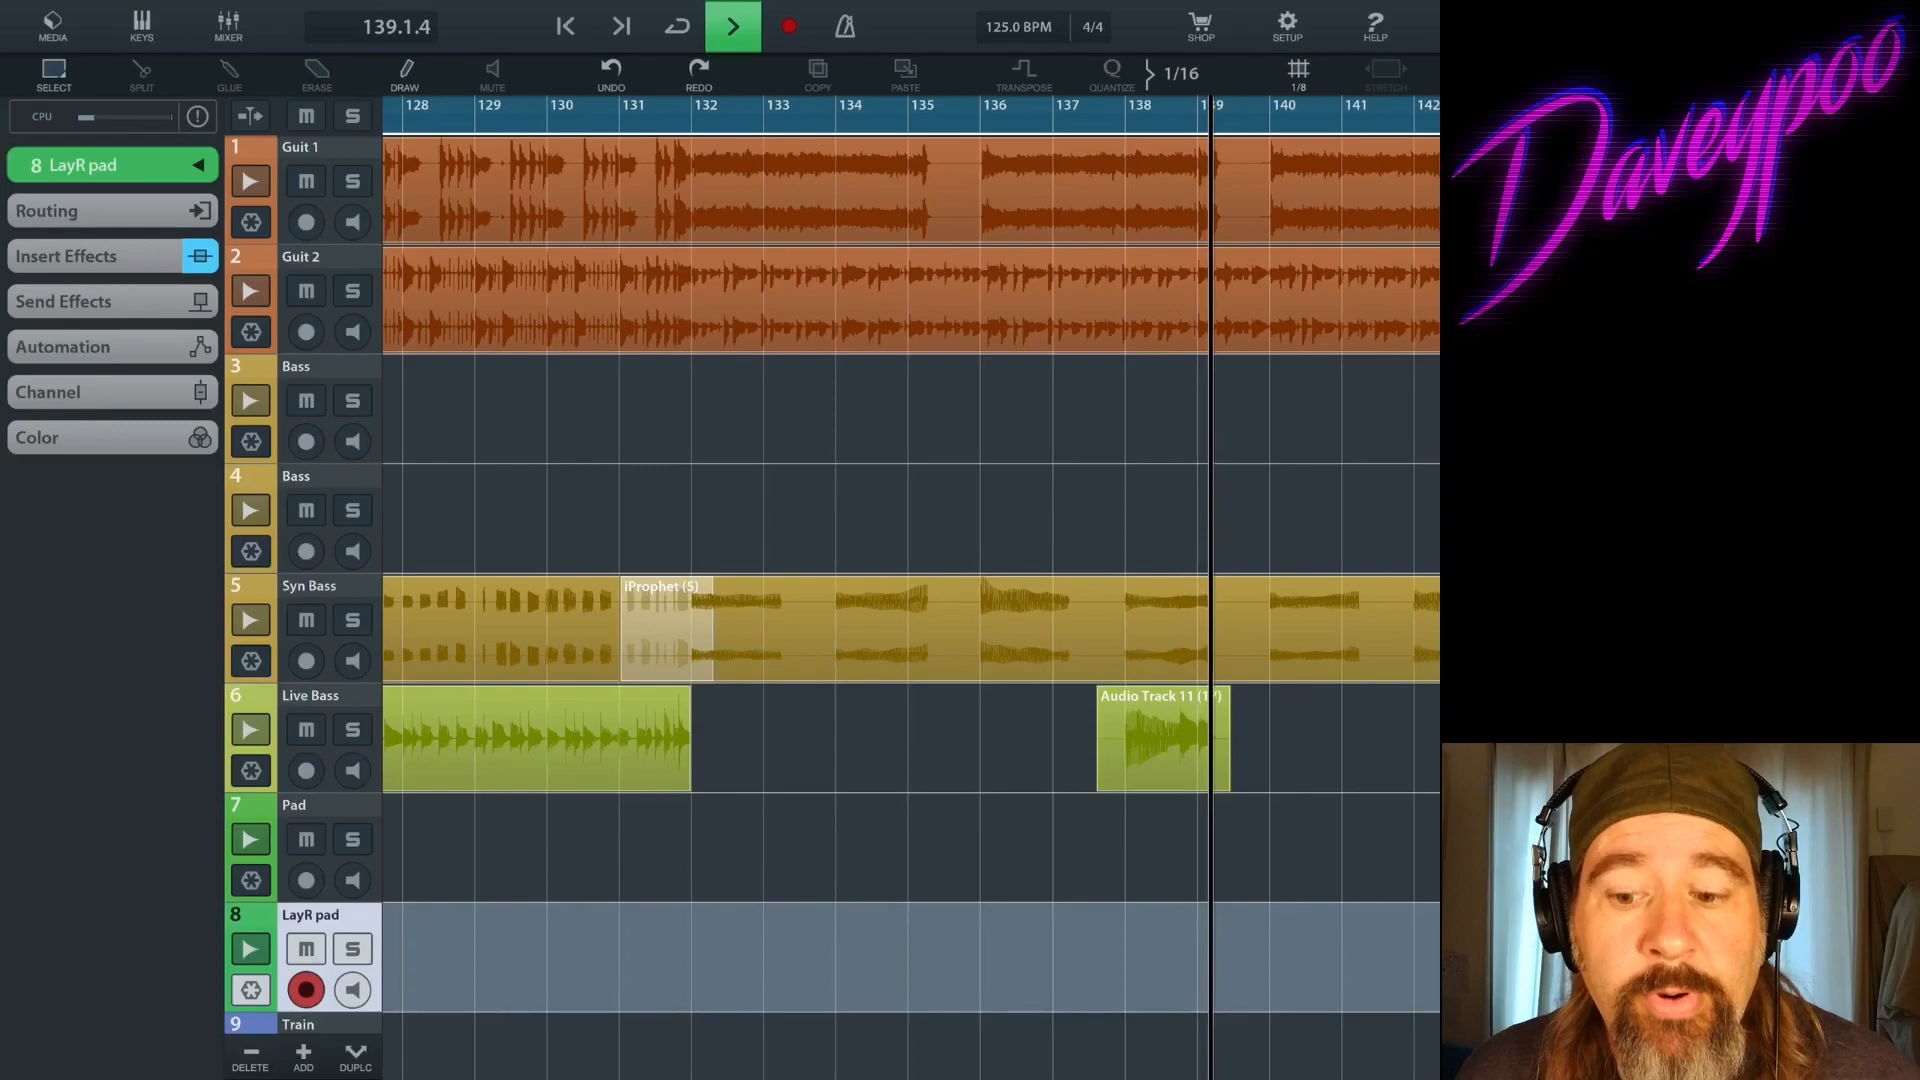 MEDIA
KEYS
MIXER
139.1.4
125.0 BPM
4/4
SHOP
SETUP
HELP
SELECT
SPLIT
GLUE
ERASE
DRAW
MUTE
UNDO
REDO
COPY
PASTE
TRANSPOSE
Q
QUANTIZE
1/16
1/8
STRETCH
CPU
M S
128 129 130 131 132 133 134 135 136 137 138 139 140 141 142
8 LayR pad
Routing
Insert Effects
Send Effects
Automation
Channel
Color
1 Guit 1
M S
2 Guit 2
M S
3 Bass
M S
4 Bass
M S
5 Syn Bass
M S
iProphet (5)
6 Live Bass
M S
Audio Track 11 (17)
7 Pad
M S
8 LayR pad
M S
9 Train
DELETE
ADD
DUPLC
Daveypoo